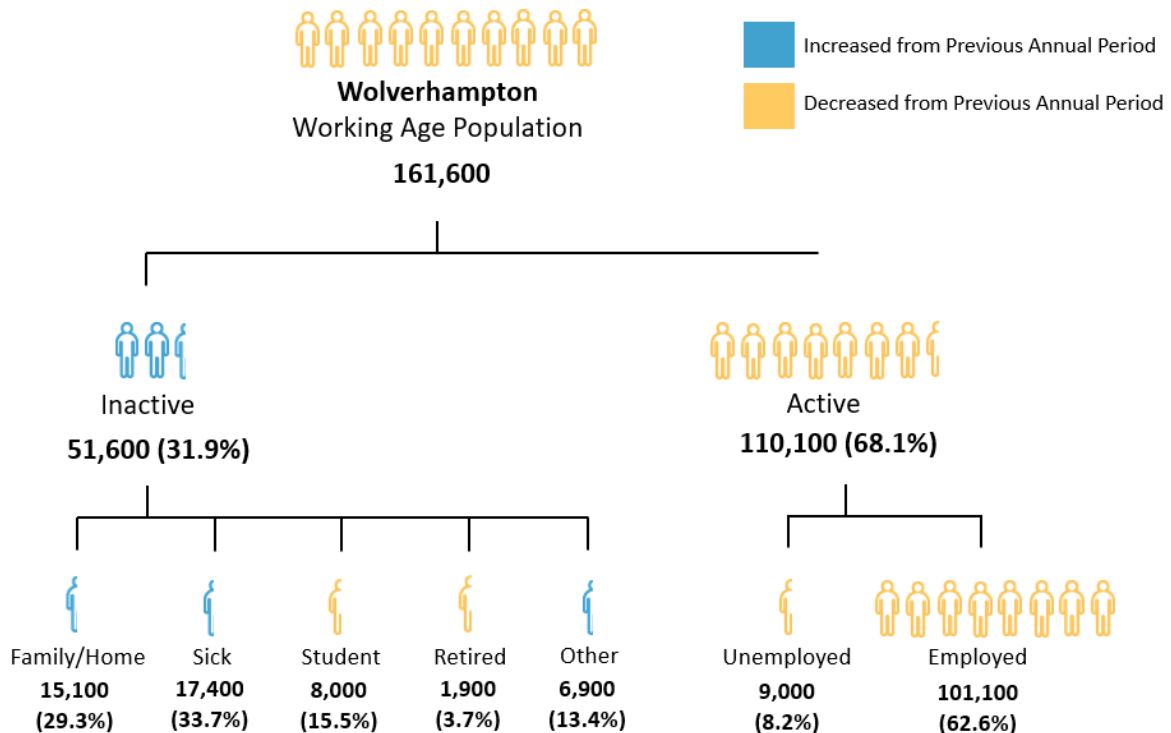 Wolverhampton
Working Age Population
161,600
Increased from Previous Annual Period
Decreased from Previous Annual Period
Inactive
51,600 (31.9%)
Active
110,100 (68.1%)
Family/Home
15,100
(29.3%)
Sick
17,400
(33.7%)
Student
8,000
(15.5%)
Retired
1,900
(3.7%)
Other
6,900
(13.4%)
Unemployed
9,000
(8.2%)
Employed
101,100
(62.6%)